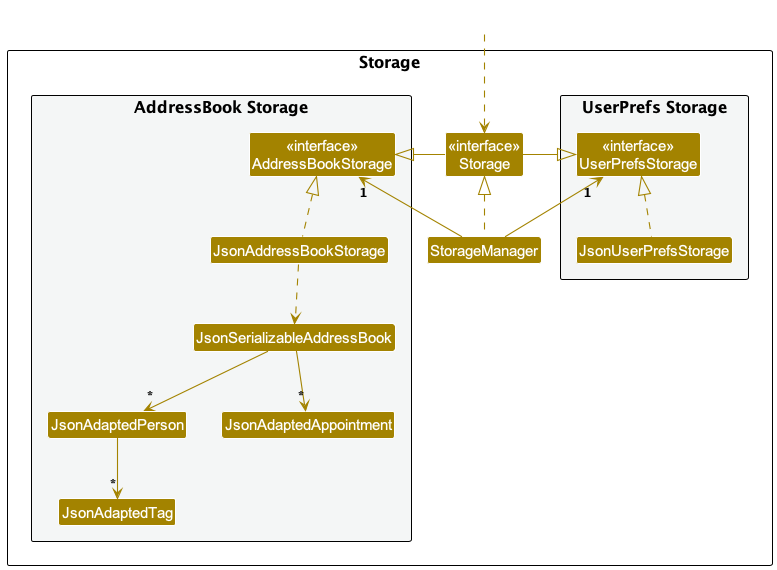 Storage
AddressBook Storage
UserPrefs Storage
«interface»
AddressBookStorage
«interface»
Storage
«interface»
UserPrefsStorage
1
1
JsonAddressBookStorage
StorageManager
JsonUserPrefsStorage
JsonSerializableAddressBook
*
*
JsonAdaptedPerson
JsonAdaptedAppointment
*
JsonAdaptedTag